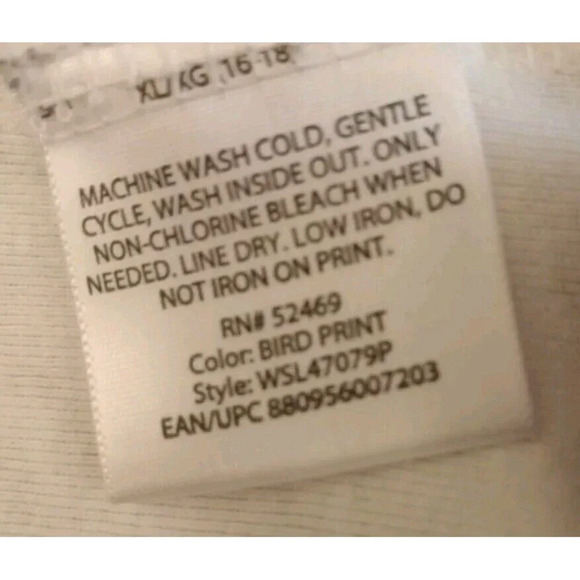 XL/XG 16-18
MACHINE WASH COLD, GENTLE
CYCLE, WASH INSIDE OUT. ONLY
NON-CHLORINE BLEACH WHEN
NEEDED. LINE DRY. LOW IRON, DO
NOT IRON ON PRINT.
RN# 52469
Color: BIRD PRINT
Style: WSL47079P
EAN/UPC 880956007203